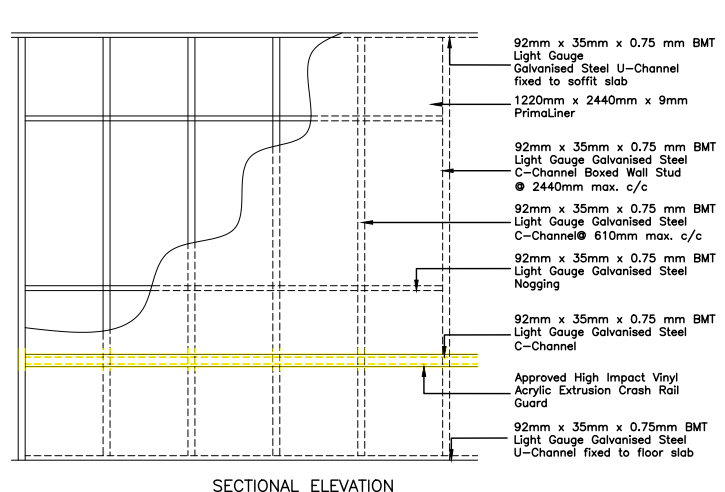 92mm x 35mm x 0.75 mm BMT
Light Gauge
Galvanised Steel U-Channel
fixed to soffit slab
1220mm x 2440mm x 9mm
PrimaLiner
92mm x 35mm x 0.75 mm BMT
Light Gauge Galvanised Steel
C-Channel Boxed Wall Stud
@ 2440mm max. c/c
92mm x 35mm x 0.75 mm BMT
Light Gauge Galvanised Steel
C-Channel@ 610mm max. c/c
92mm x 35mm x 0.75 mm BMT
Light Gauge Galvanised Steel
Nogging
92mm x 35mm x 0.75 mm BMT
Light Gauge Galvanised Steel
C-Channel
Approved High Impact Vinyl
Acrylic Extrusion Crash Rail
Guard
92mm x 35mm x 0.75mm BMT
Light Gauge Galvanised Steel
U-Channel fixed to floor slab
SECTIONAL ELEVATION